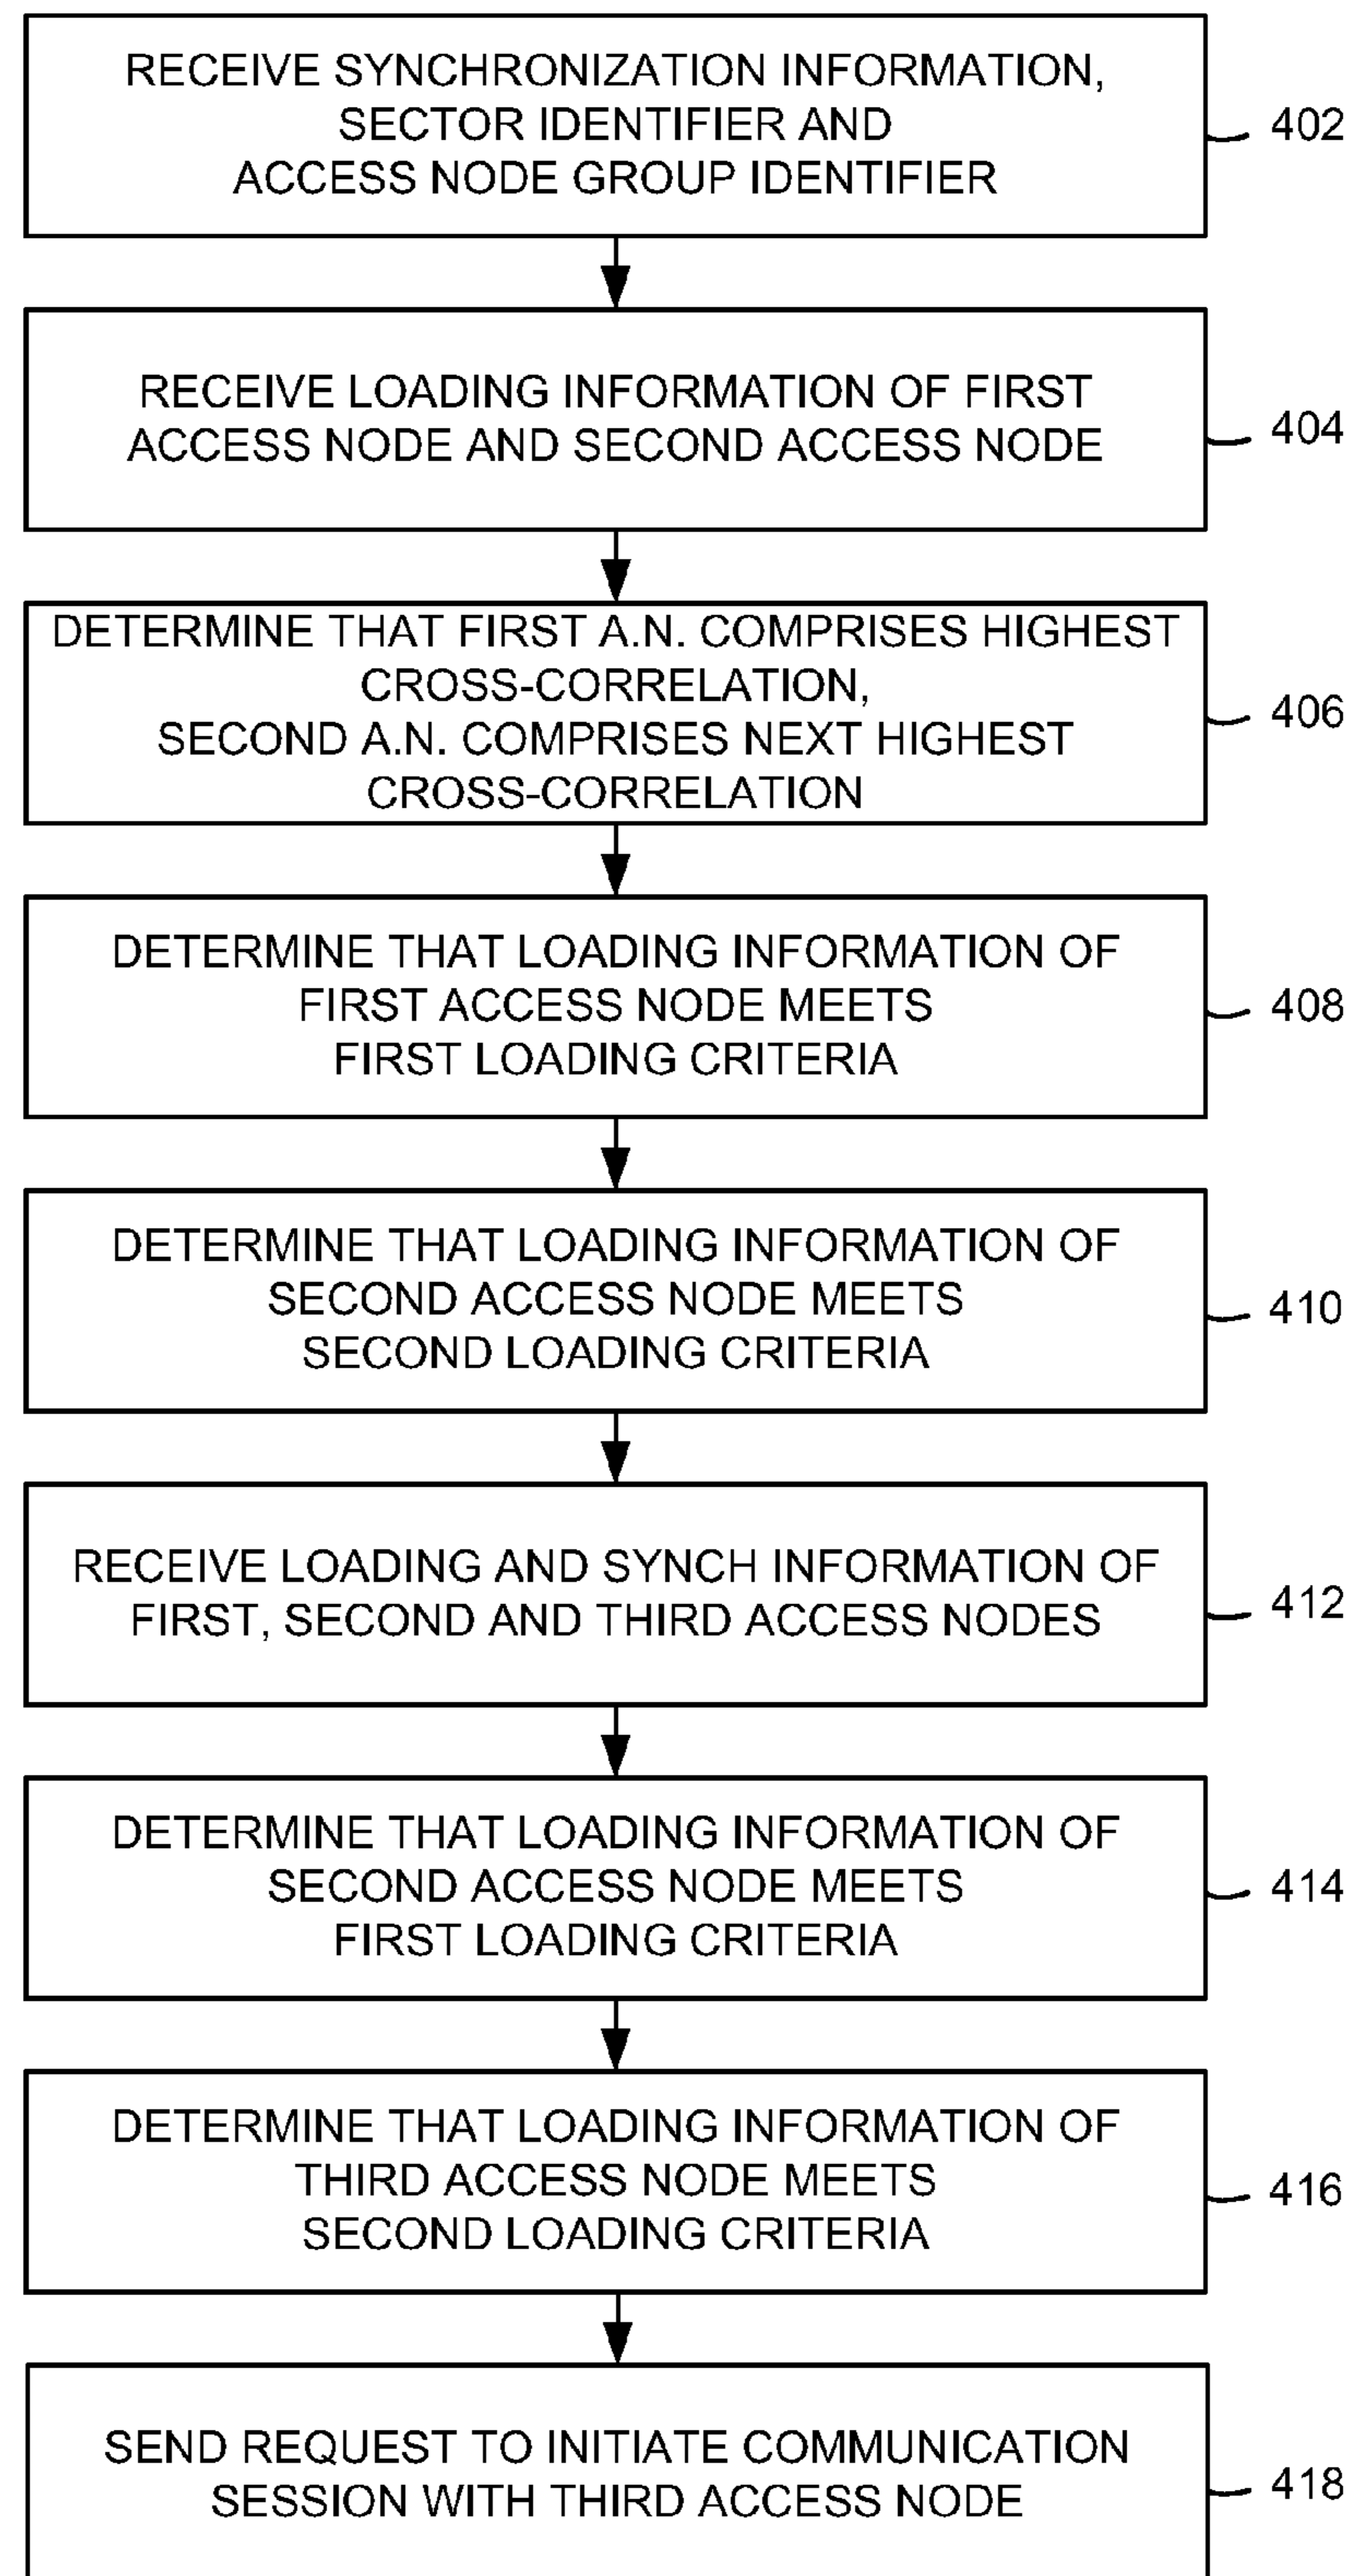 RECEIVE SYNCHRONIZATION INFORMATION,
SECTOR IDENTIFIER AND
ACCESS NODE GROUP IDENTIFIER
402
RECEIVE LOADING INFORMATION OF FIRST
ACCESS NODE AND SECOND ACCESS NODE
404
DETERMINE THAT FIRST A.N. COMPRISES HIGHEST
CROSS-CORRELATION,
SECOND A.N. COMPRISES NEXT HIGHEST
CROSS-CORRELATION
406
DETERMINE THAT LOADING INFORMATION OF
FIRST ACCESS NODE MEETS
FIRST LOADING CRITERIA
408
DETERMINE THAT LOADING INFORMATION OF
SECOND ACCESS NODE MEETS
SECOND LOADING CRITERIA
410
RECEIVE LOADING AND SYNCH INFORMATION OF
FIRST, SECOND AND THIRD ACCESS NODES
412
DETERMINE THAT LOADING INFORMATION OF
SECOND ACCESS NODE MEETS
FIRST LOADING CRITERIA
414
DETERMINE THAT LOADING INFORMATION OF
THIRD ACCESS NODE MEETS
SECOND LOADING CRITERIA
416
SEND REQUEST TO INITIATE COMMUNICATION
SESSION WITH THIRD ACCESS NODE
418